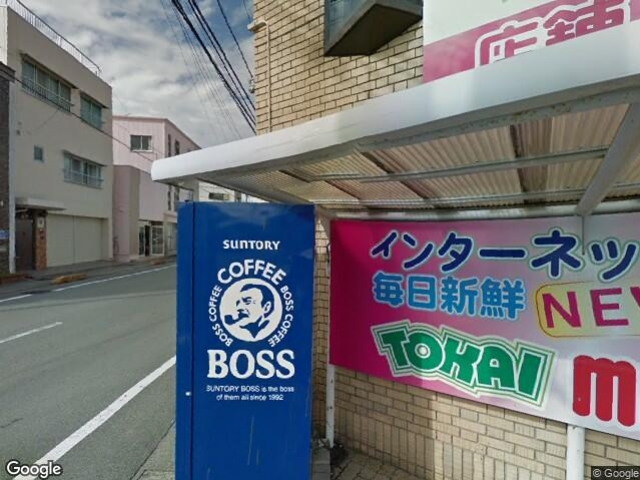 店舗
SUNTORY
COFFEE
BOSS COFFEE
BOSS COFFEE
BOSS
SUNTORY BOSS is the boss
of them all since 1992
インターネッ
毎日新鮮
NEW
TOKAI
m
Google
© Google